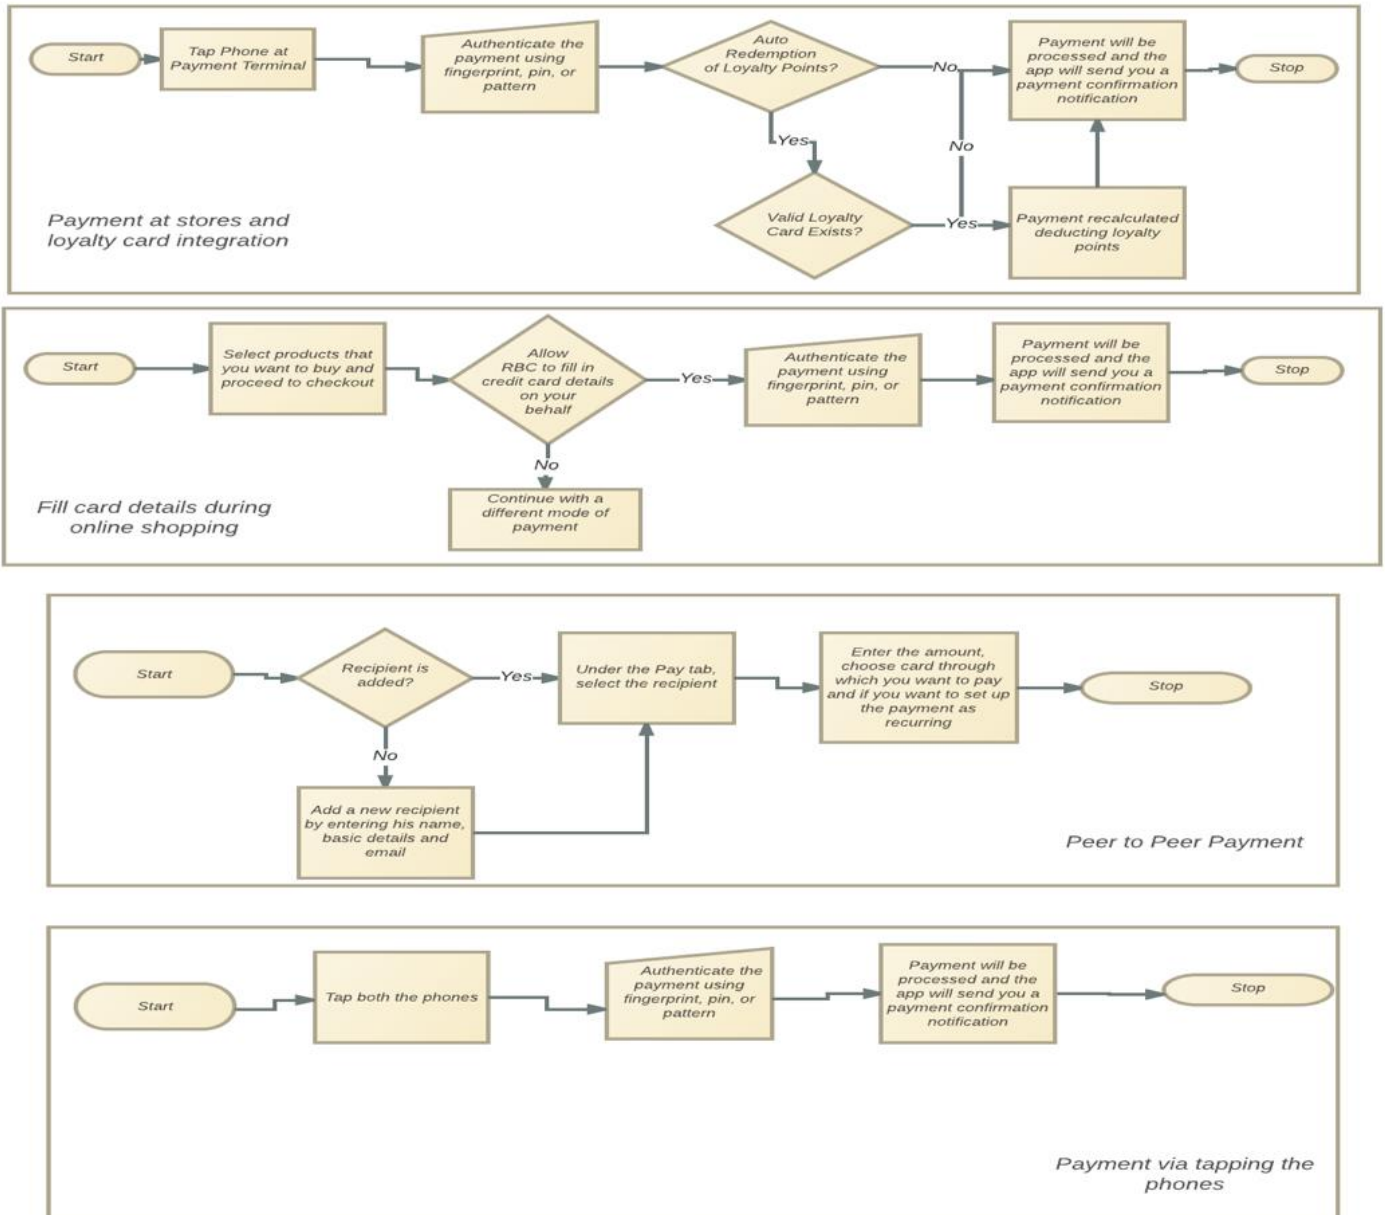 Start
Tap Phone at
Payment Terminal
Authenticate the
payment using
fingerprint, pin, or
pattern
Auto
Redemption
of Loyalty Points?
No
Payment will be
processed and the
app will send you a
payment confirmation
notification
Stop
Yes
No
Valid Loyalty
Card Exists?
Yes
Payment recalculated
deducting loyalty
points
Payment at stores and
loyalty card integration
Start
Select products that
you want to buy and
proceed to checkout
Allow
RBC to fill in
credit card details
on your
behalf
Yes
Authenticate the
payment using
fingerprint, pin, or
pattern
Payment will be
processed and the
app will send you a
payment confirmation
notification
Stop
No
Continue with a
different mode of
payment
Fill card details during
online shopping
Start
Recipient is
added?
Yes
Under the Pay tab,
select the recipient
Enter the amount,
choose card through
which you want to pay
and if you want to set up
the payment as
recurring
Stop
No
Add a new recipient
by entering his name,
basic details and
email
Peer to Peer Payment
Start
Tap both the phones
Authenticate the
payment using
fingerprint, pin, or
pattern
Payment will be
processed and the
app will send you a
payment confirmation
notification
Stop
Payment via tapping the
phones